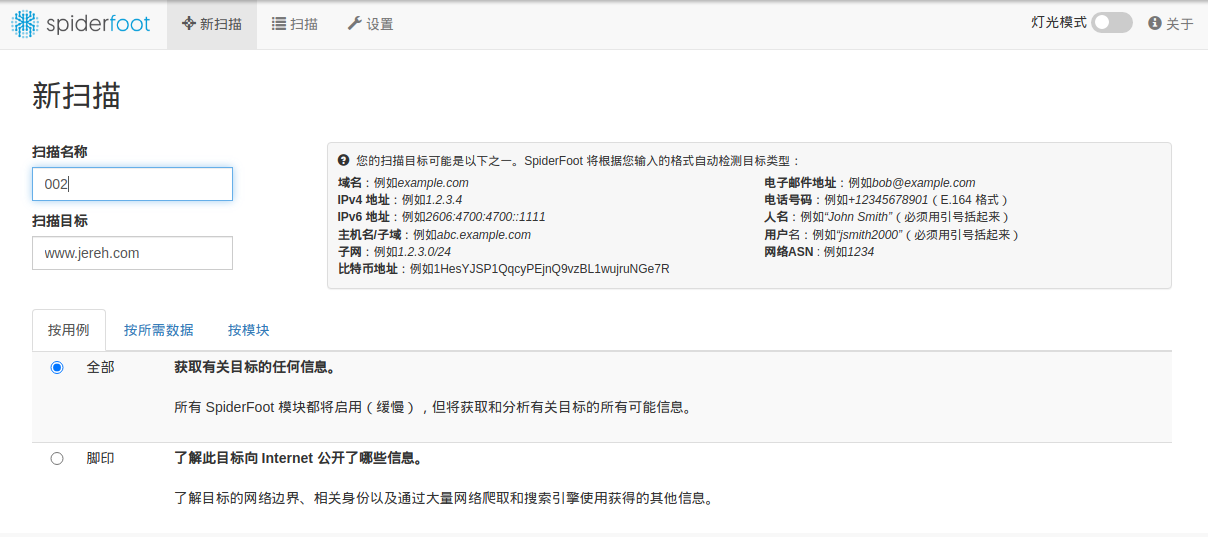 spiderfoot 新扫描 扫描 设置 灯光模式 关于
新扫描
扫描名称
002
扫描目标
www.jereh.com
您的扫描目标可能是以下之一。SpiderFoot 将根据您输入的格式自动检测目标类型：
域名：例如example.com
IPv4 地址：例如1.2.3.4
IPv6 地址：例如2606:4700:4700::1111
主机名/子域：例如abc.example.com
子网：例如1.2.3.0/24
比特币地址：例如1HesYJSP1QqcyPEjnQ9vzBL1wujruNGe7R
电子邮件地址：例如bob@example.com
电话号码：例如+12345678901（E.164 格式）
人名：例如“John Smith”（必须用引号括起来）
用户名：例如“jsmith2000”（必须用引号括起来）
网络ASN : 例如1234
按用例 按所需数据 按模块
全部 获取有关目标的任何信息。
所有 SpiderFoot 模块都将启用（缓慢），但将获取和分析有关目标的所有可能信息。
脚印 了解此目标向 Internet 公开了哪些信息。
了解目标的网络边界、相关身份以及通过大量网络爬取和搜索引擎使用获得的其他信息。